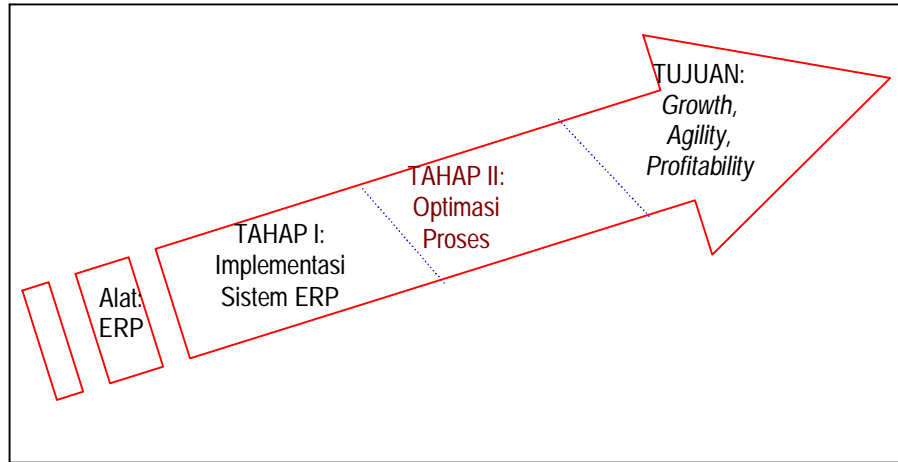 Alat:
ERP
TAHAP I:
Implementasi
Sistem ERP
TAHAP II:
Optimasi
Proses
TUJUAN:
Growth,
Agility,
Profitability